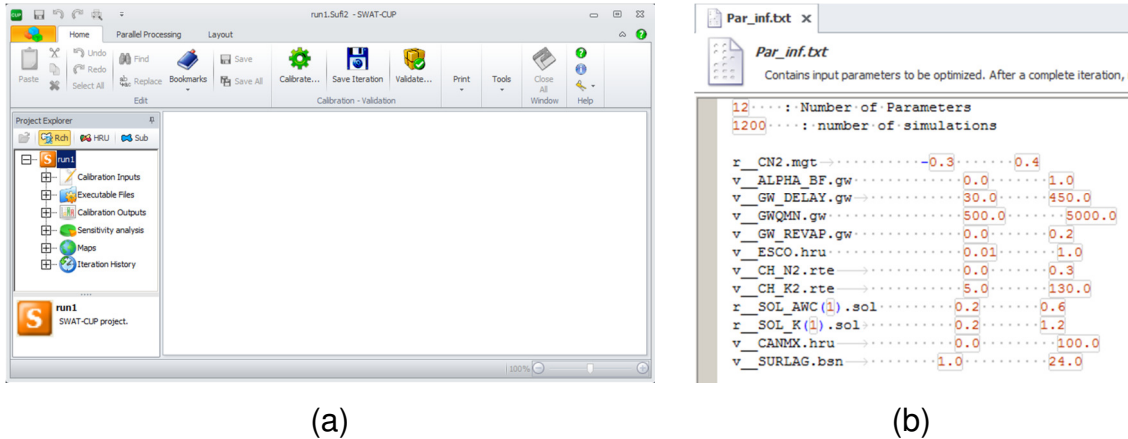 run1.Sufi2 - SWAT-CUP
CUP
Home Parallel Processing Layout
Paste
Undo
Redo
Select All
Find
Replace
Bookmarks
Save
Save All
Calibrate...
Save Iteration
Validate...
Print
Tools
Close All
Edit
Calibration - Validation
Window
Help
Project Explorer
Rch HRU Sub
run1
Calibration Inputs
Executable Files
Calibration Outputs
Sensitivity analysis
Maps
Iteration History
S run1
SWAT-CUP project.
100%
(a)
Par_inf.txt x
Par_inf.txt
Contains input parameters to be optimized. After a complete iteration,
12 : Number of Parameters
1200 : number of simulations
r__CN2.mgt -0.3 0.4
v__ALPHA_BF.gw 0.0 1.0
v__GW_DELAY.gw 30.0 450.0
v__GWQMN.gw 500.0 5000.0
v__GW_REVAP.gw 0.0 0.2
v__ESCO.hru 0.01 1.0
v__CH_N2.rte 0.0 0.3
v__CH_K2.rte 5.0 130.0
r__SOL_AWC(1).sol 0.2 0.6
r__SOL_K(1).sol 0.2 1.2
v__CANMX.hru 0.0 100.0
v__SURLAG.bsn 1.0 24.0
(b)